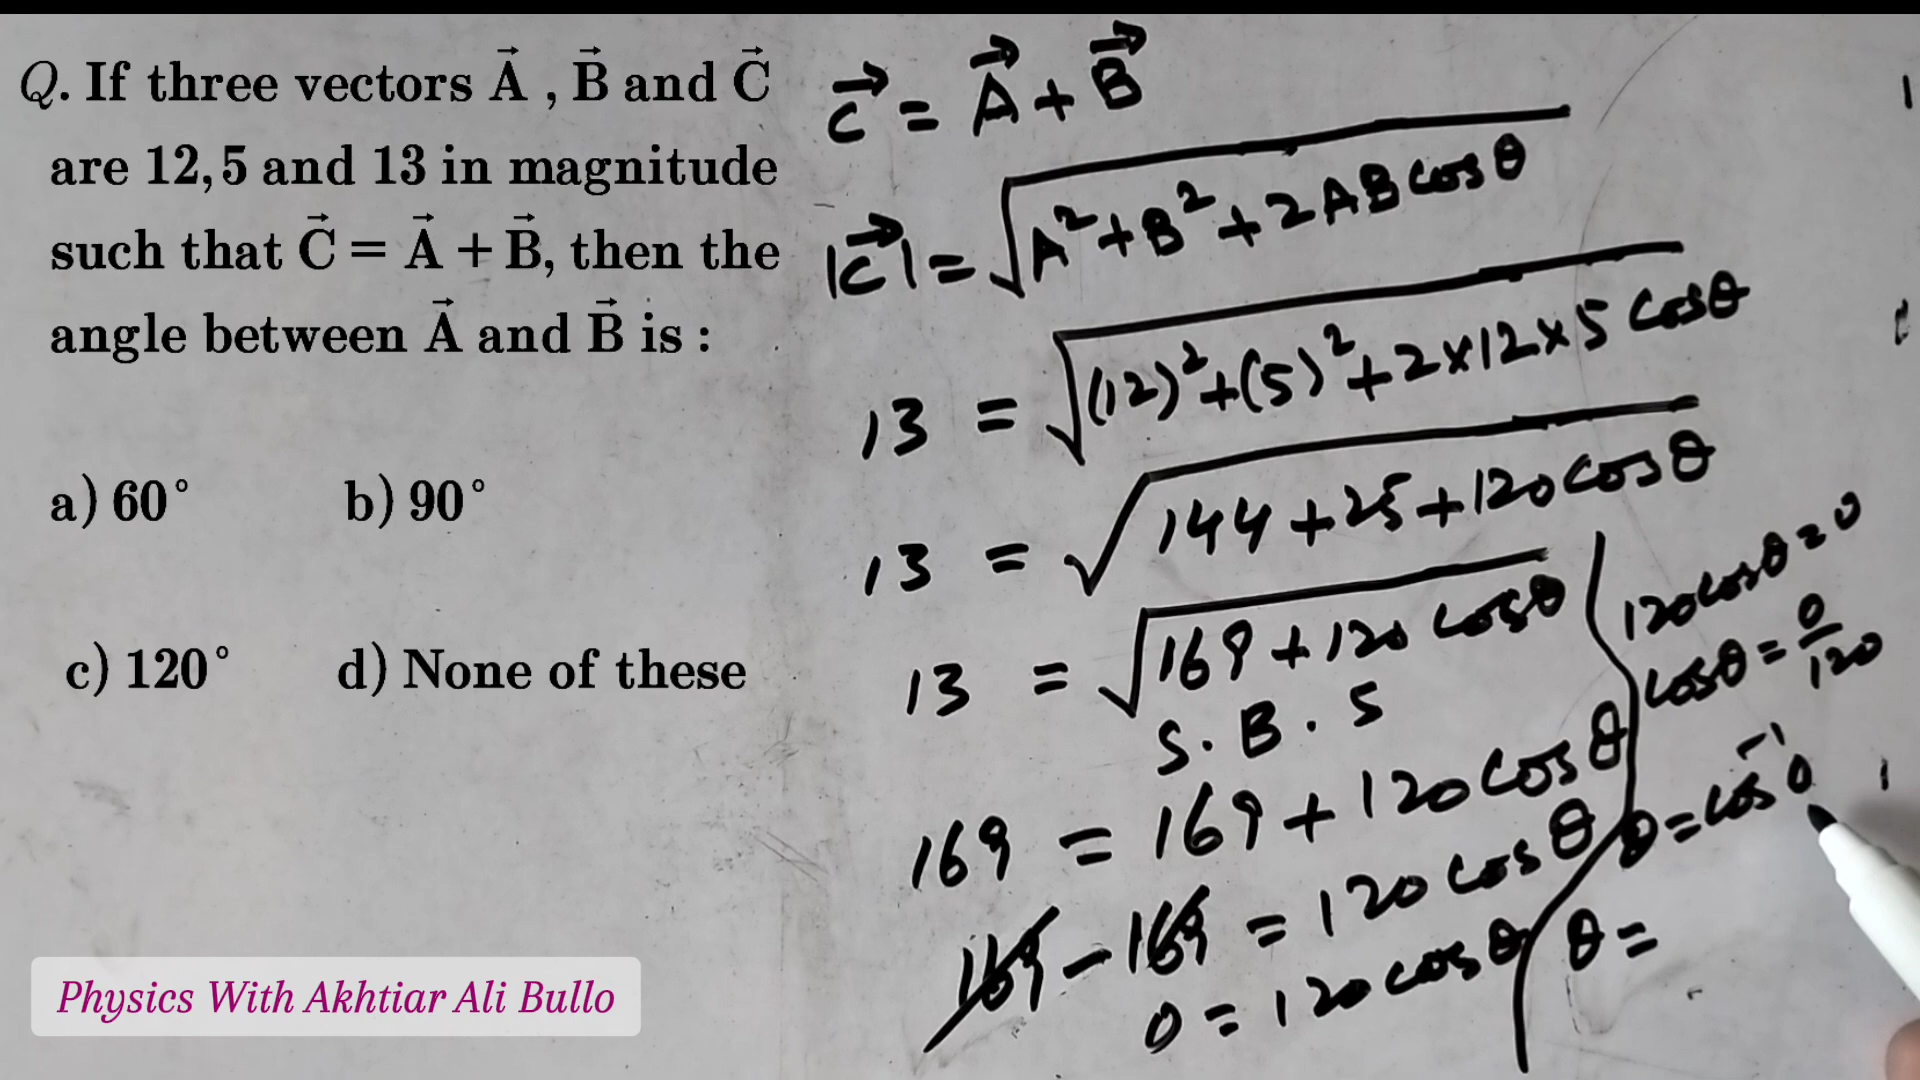 Q. If three vectors A⃗ , B⃗ and C⃗
are 12, 5 and 13 in magnitude
such that C⃗ = A⃗ + B⃗, then the
angle between A⃗ and B⃗ is :
a) 60° b) 90°
c) 120° d) None of these
Physics With Akhtiar Ali Bullo
C⃗ = A⃗ + B⃗
|C⃗| = √(A² + B² + 2AB cosθ)
13 = √((12)² + (5)² + 2×12×5 cosθ)
13 = √(144 + 25 + 120 cosθ)
13 = √(169 + 120 cosθ)
S. B. S
169 = 169 + 120 cosθ
169 - 169 = 120 cosθ
0 = 120 cosθ
120 cosθ = 0
cosθ = 0/120
θ = cos⁻¹ 0
θ =